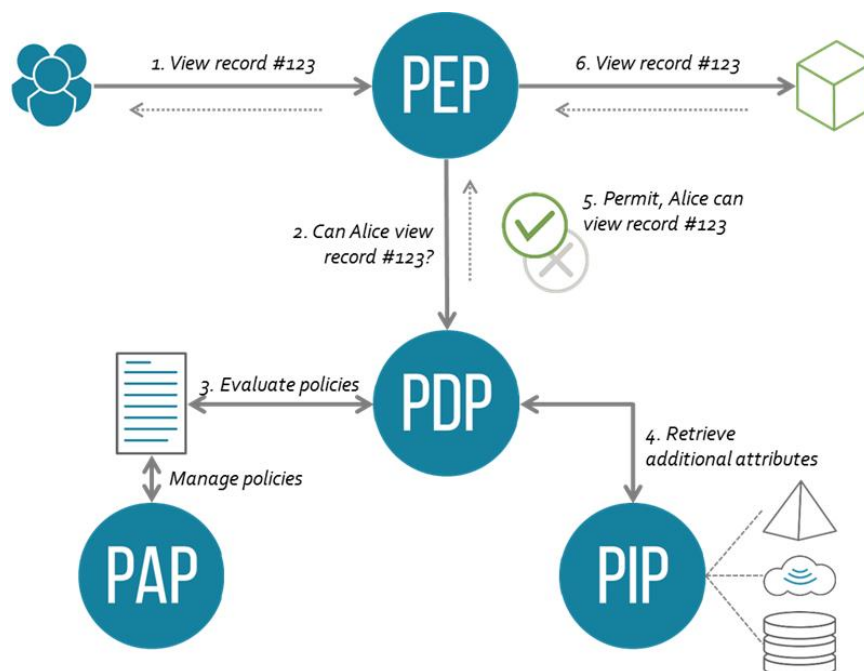 1. View record #123
PEP
6. View record #123
2. Can Alice view
record #123?
5. Permit, Alice can
view record #123
3. Evaluate policies
PDP
4. Retrieve
additional attributes
Manage policies
PAP
PIP